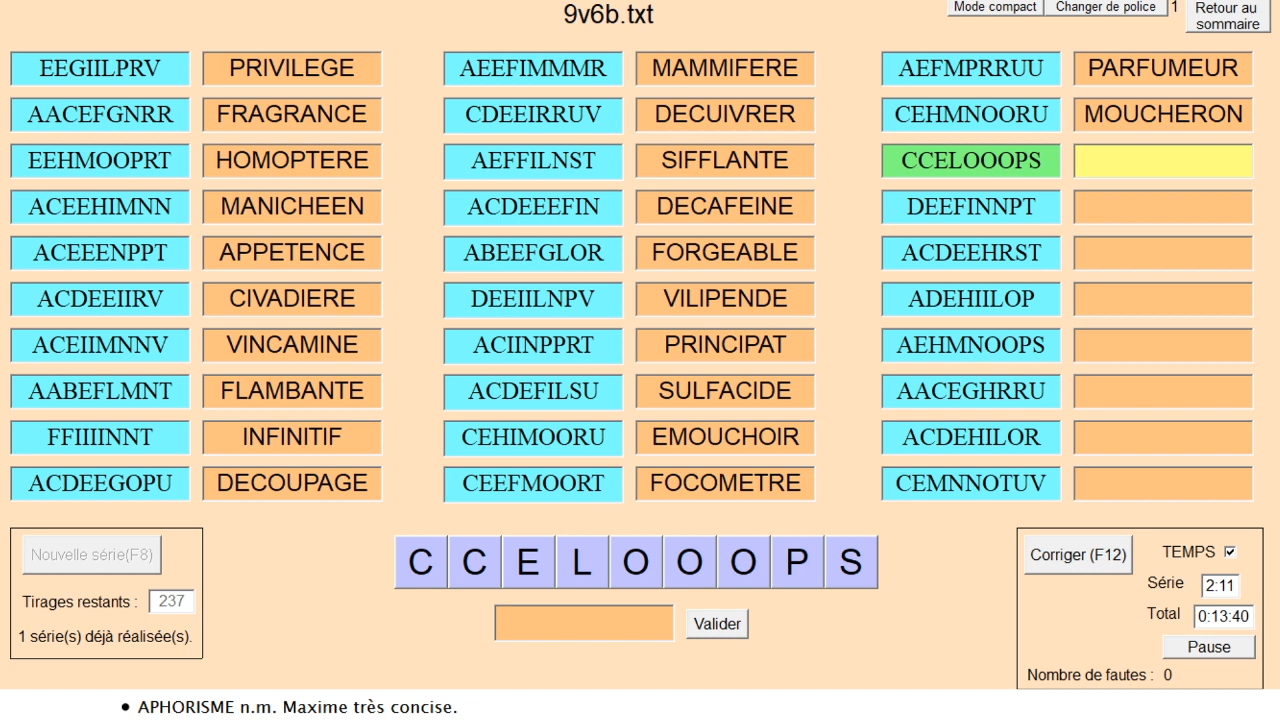 9v6b.txt
Mode compact Changer de police 1 Retour au sommaire
EEGIILPRV PRIVILEGE AEEFIMMMR MAMMIFERE AEFMPRRUU PARFUMEUR
AACEFGNRR FRAGRANCE CDEEIRRUV DECUIVRER CEHMNOORU MOUCHERON
EEHMOOPRT HOMOPTERE AEFFILNST SIFFLANTE CCELOOOPS
ACEEHIMNN MANICHEEN ACDEEEFIN DECAFEINE DEEFINNPT
ACEEENPPT APPETENCE ABEEFGLOR FORGEABLE ACDEEHRST
ACDEEIIRV CIVADIERE DEEIILNPV VILIPENDE ADEHIILOP
ACEIIMNNV VINCAMINE ACIINPPRT PRINCIPAT AEHMNOOPS
AABEFLMNT FLAMBANTE ACDEFILSU SULFACIDE AACEGHRRU
FFIIIINNT INFINITIF CEHIMOORU EMOUCHOIR ACDEHILOR
ACDEEGOPU DECOUPAGE CEEFMOORT FOCOMETRE CEMNNOTUV
Nouvelle série(F8)
Tirages restants : 237
1 série(s) déjà réalisée(s).
C C E L O O O P S
Valider
Corriger (F12) TEMPS
Série 2:11
Total 0:13:40
Pause
Nombre de fautes : 0
• APHORISME n.m. Maxime très concise.